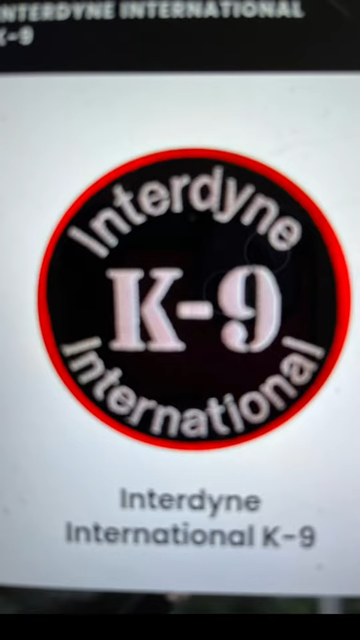 INTERDYNE INTERNATIONAL
K-9
Interdyne
K-9
International
Interdyne
International K-9